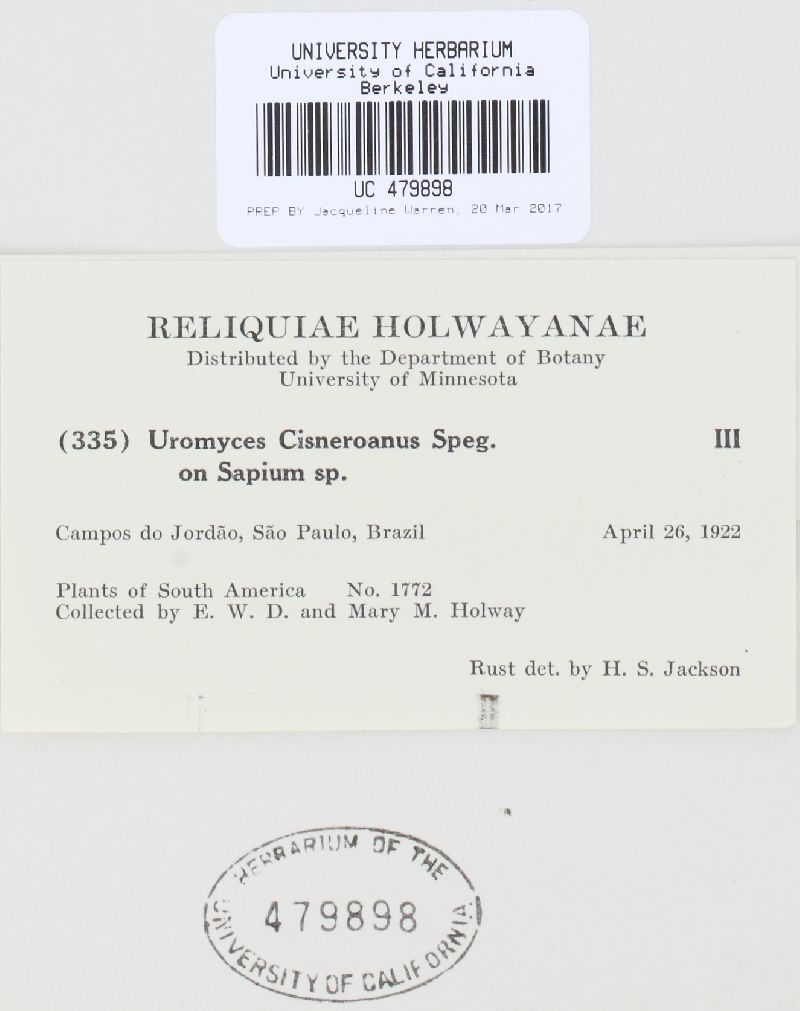 UNIVERSITY HERBARIUM
University of California
Berkeley
UC 479898
PREP BY Jacqueline Warren, 20 Mar 2017
RELIQUIAE HOLWAYANAE
Distributed by the Department of Botany
University of Minnesota
(335) Uromyces Cisneroanus Speg. III
on Sapium sp.
Campos do Jordão, São Paulo, Brazil April 26, 1922
Plants of South America No. 1772
Collected by E. W. D. and Mary M. Holway
Rust det. by H. S. Jackson
HERBARIUM OF THE
479898
UNIVERSITY OF CALIFORNIA